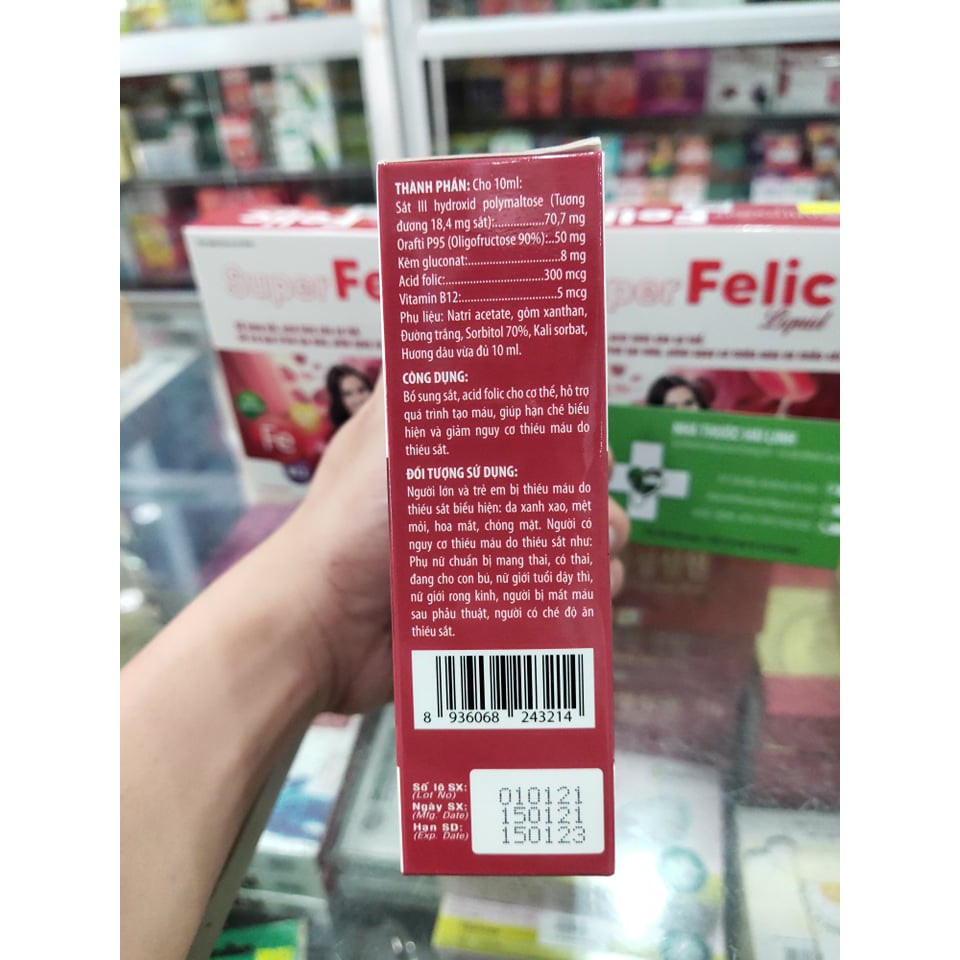 THÀNH PHẦN: Cho 10ml:
Sắt III hydroxid polymaltose (Tương
đương 18,4 mg sắt):..................70,7 mg
Orafti P95 (Oligofructose 90%):..50 mg
Kẽm gluconat:..............................8 mg
Acid folic:................................300 mcg
Vitamin B12:...............................5 mcg
Phụ liệu: Natri acetate, gôm xanthan,
Đường trắng, Sorbitol 70%, Kali sorbat,
Hương dâu vừa đủ 10 ml.
CÔNG DỤNG:
Bổ sung sắt, acid folic cho cơ thể, hỗ trợ
quá trình tạo máu, giúp hạn chế biểu
hiện và giảm nguy cơ thiếu máu do
thiếu sắt.
ĐỐI TƯỢNG SỬ DỤNG:
Người lớn và trẻ em bị thiếu máu do
thiếu sắt biểu hiện: da xanh xao, mệt
mỏi, hoa mắt, chóng mặt. Người có
nguy cơ thiếu máu do thiếu sắt như:
Phụ nữ chuẩn bị mang thai, có thai,
đang cho con bú, nữ giới tuổi dậy thì,
nữ giới rong kinh, người bị mất máu
sau phẫu thuật, người có chế độ ăn
thiếu sắt.
8 936068 243214
Số lô SX: 010121
(Lot No)
Ngày SX: 150121
(Mfg. Date)
Hạn SD: 150123
(Exp. Date)
Super Fe
Fe
per Felic
Liquid
NHÀ THUỐC HẢI LINH